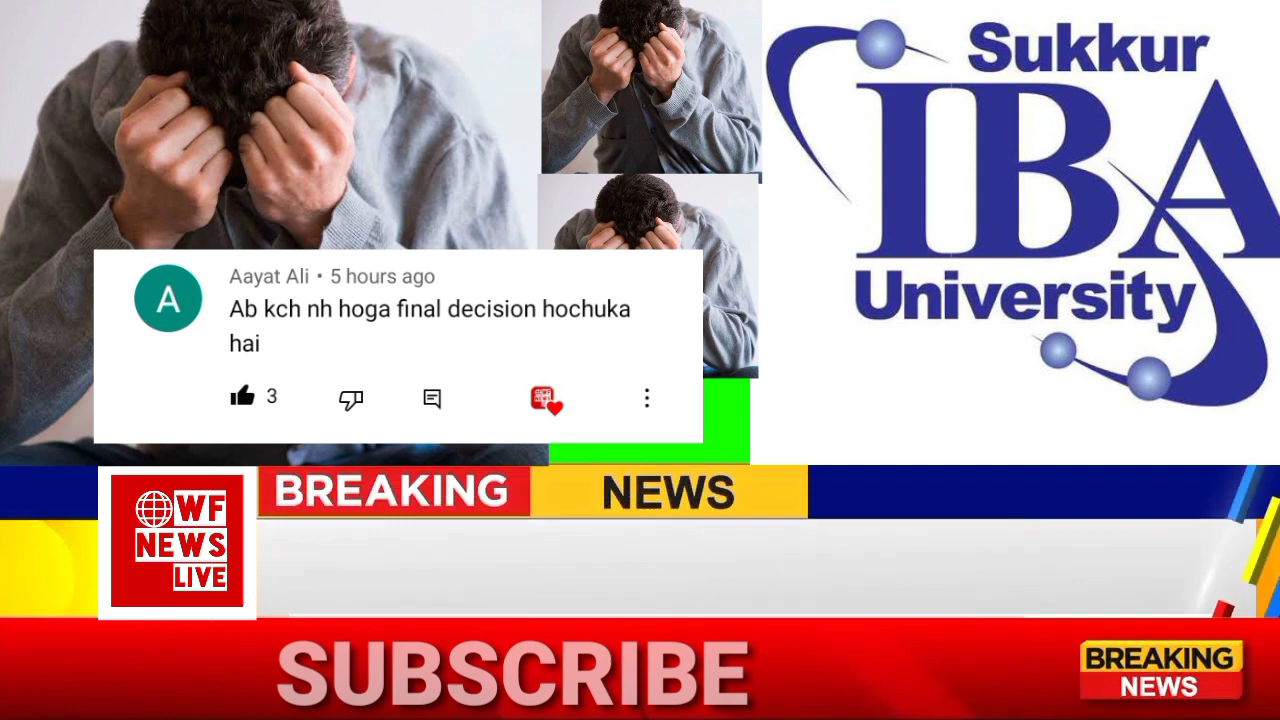 Sukkur
IBA
University
A
Aayat Ali • 5 hours ago
Ab kch nh hoga final decision hochuka
hai
3
BREAKING NEWS
WF
NEWS
LIVE
SUBSCRIBE
BREAKING
NEWS